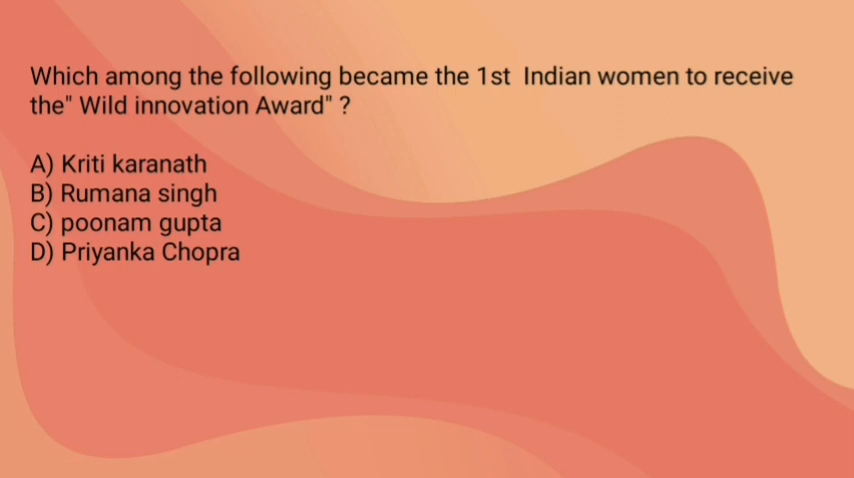 Which among the following became the 1st  Indian women to receive
the" Wild innovation Award" ?
A) Kriti karanath
B) Rumana singh
C) poonam gupta
D) Priyanka Chopra